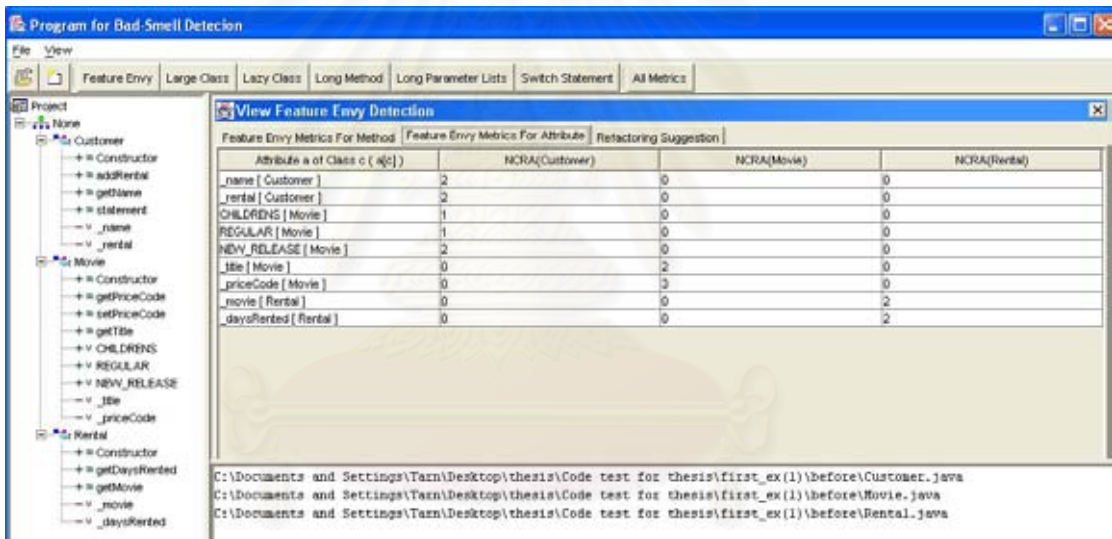 Program for Bad-Smell Detecion
File View
Feature Envy Large Class Lazy Class Long Method Long Parameter Lists Switch Statement All Metrics
Project
None
Customer
Constructor
addRental
getName
statement
_name
_rental
Movie
Constructor
getPriceCode
setPriceCode
getTitle
CHILDRENS
REGULAR
NEW_RELEASE
_title
_priceCode
Rental
Constructor
getDaysRented
getMovie
_movie
_daysRented
View Feature Envy Detection
Feature Envy Metrics For Method Feature Envy Metrics For Attribute Refactoring Suggestion
Attribute a of Class c ( a[c] ) NCRA(Customer) NCRA(Movie) NCRA(Rental)
_name [ Customer ] 2 0 0
_rental [ Customer ] 2 0 0
CHILDRENS [ Movie ] 1 0 0
REGULAR [ Movie ] 1 0 0
NEW_RELEASE [ Movie ] 2 0 0
_title [ Movie ] 0 2 0
_priceCode [ Movie ] 0 3 0
_movie [ Rental ] 0 0 2
_daysRented [ Rental ] 0 0 2
C:\Documents and Settings\Tarn\Desktop\thesis\Code test for thesis\first_ex(1)\before\Customer.java
C:\Documents and Settings\Tarn\Desktop\thesis\Code test for thesis\first_ex(1)\before\Movie.java
C:\Documents and Settings\Tarn\Desktop\thesis\Code test for thesis\first_ex(1)\before\Rental.java